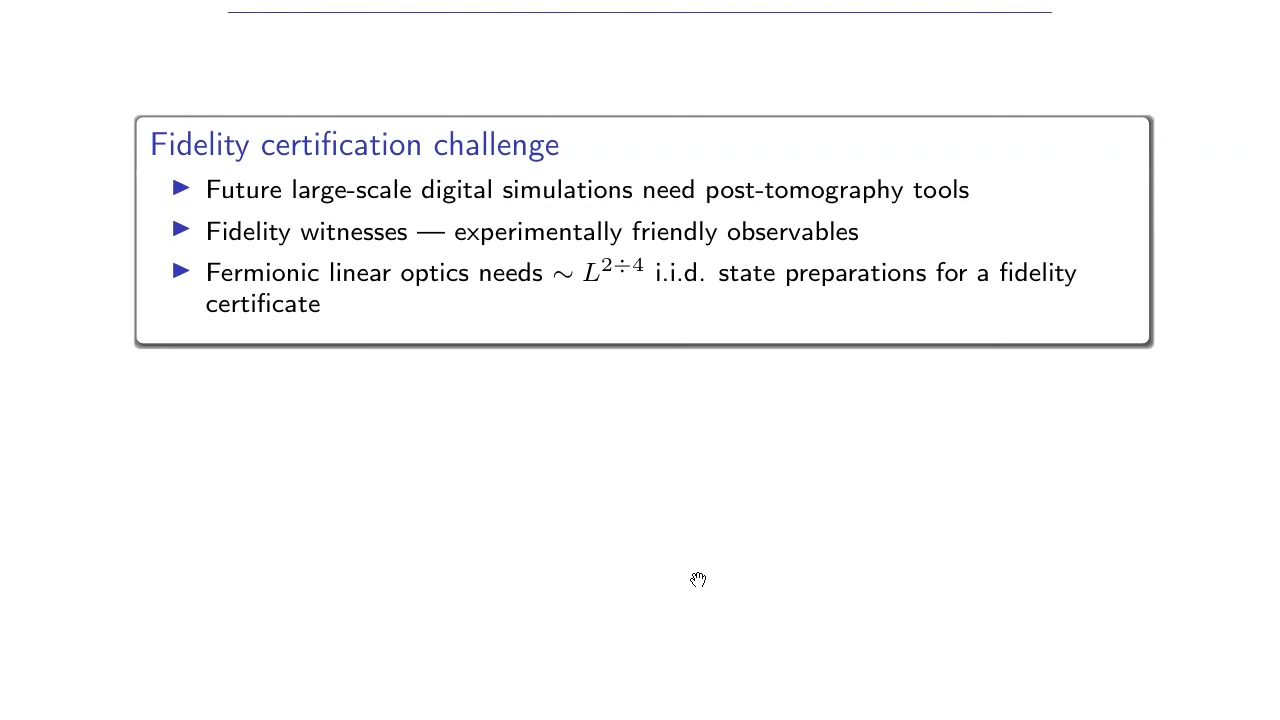 Fidelity certification challenge
▶ Future large-scale digital simulations need post-tomography tools
▶ Fidelity witnesses — experimentally friendly observables
▶ Fermionic linear optics needs ∼ L^{2÷4} i.i.d. state preparations for a fidelity
certificate